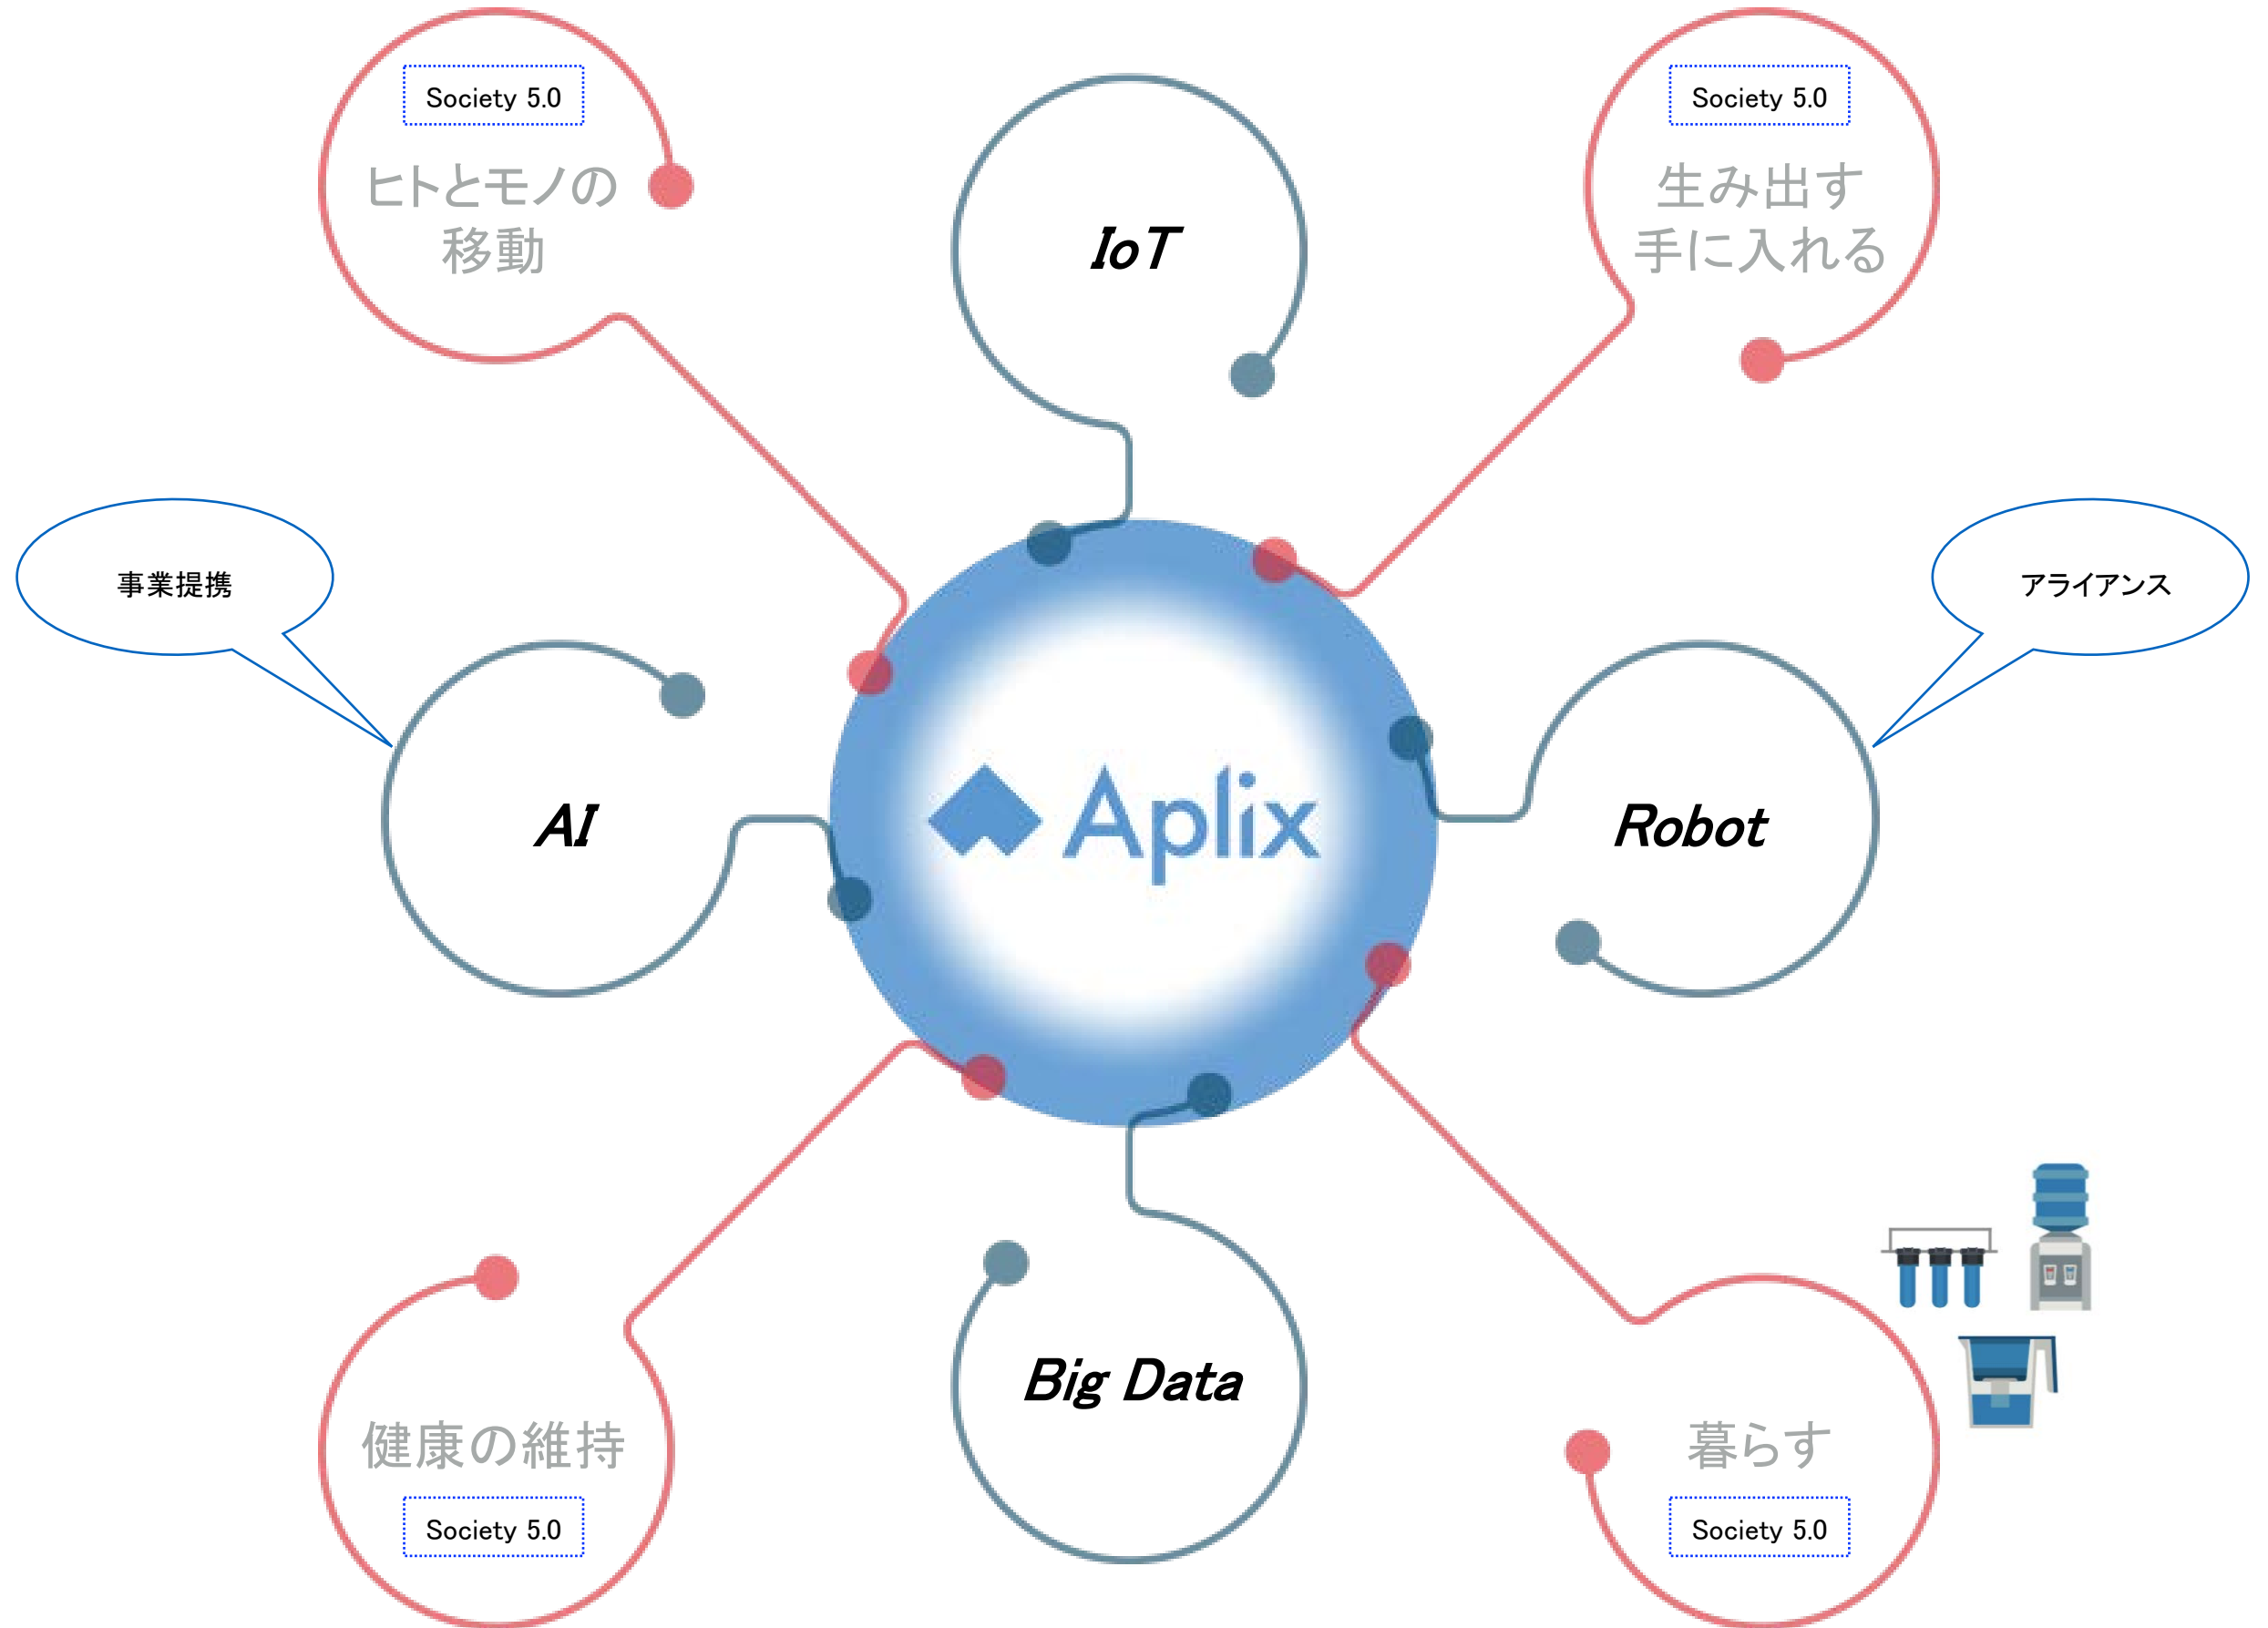 Society 5.0
ヒトとモノの
移動
IoT
Society 5.0
生み出す
手に入れる
事業提携
アライアンス
AI
Aplix
Robot
Big Data
健康の維持
Society 5.0
暮らす
Society 5.0